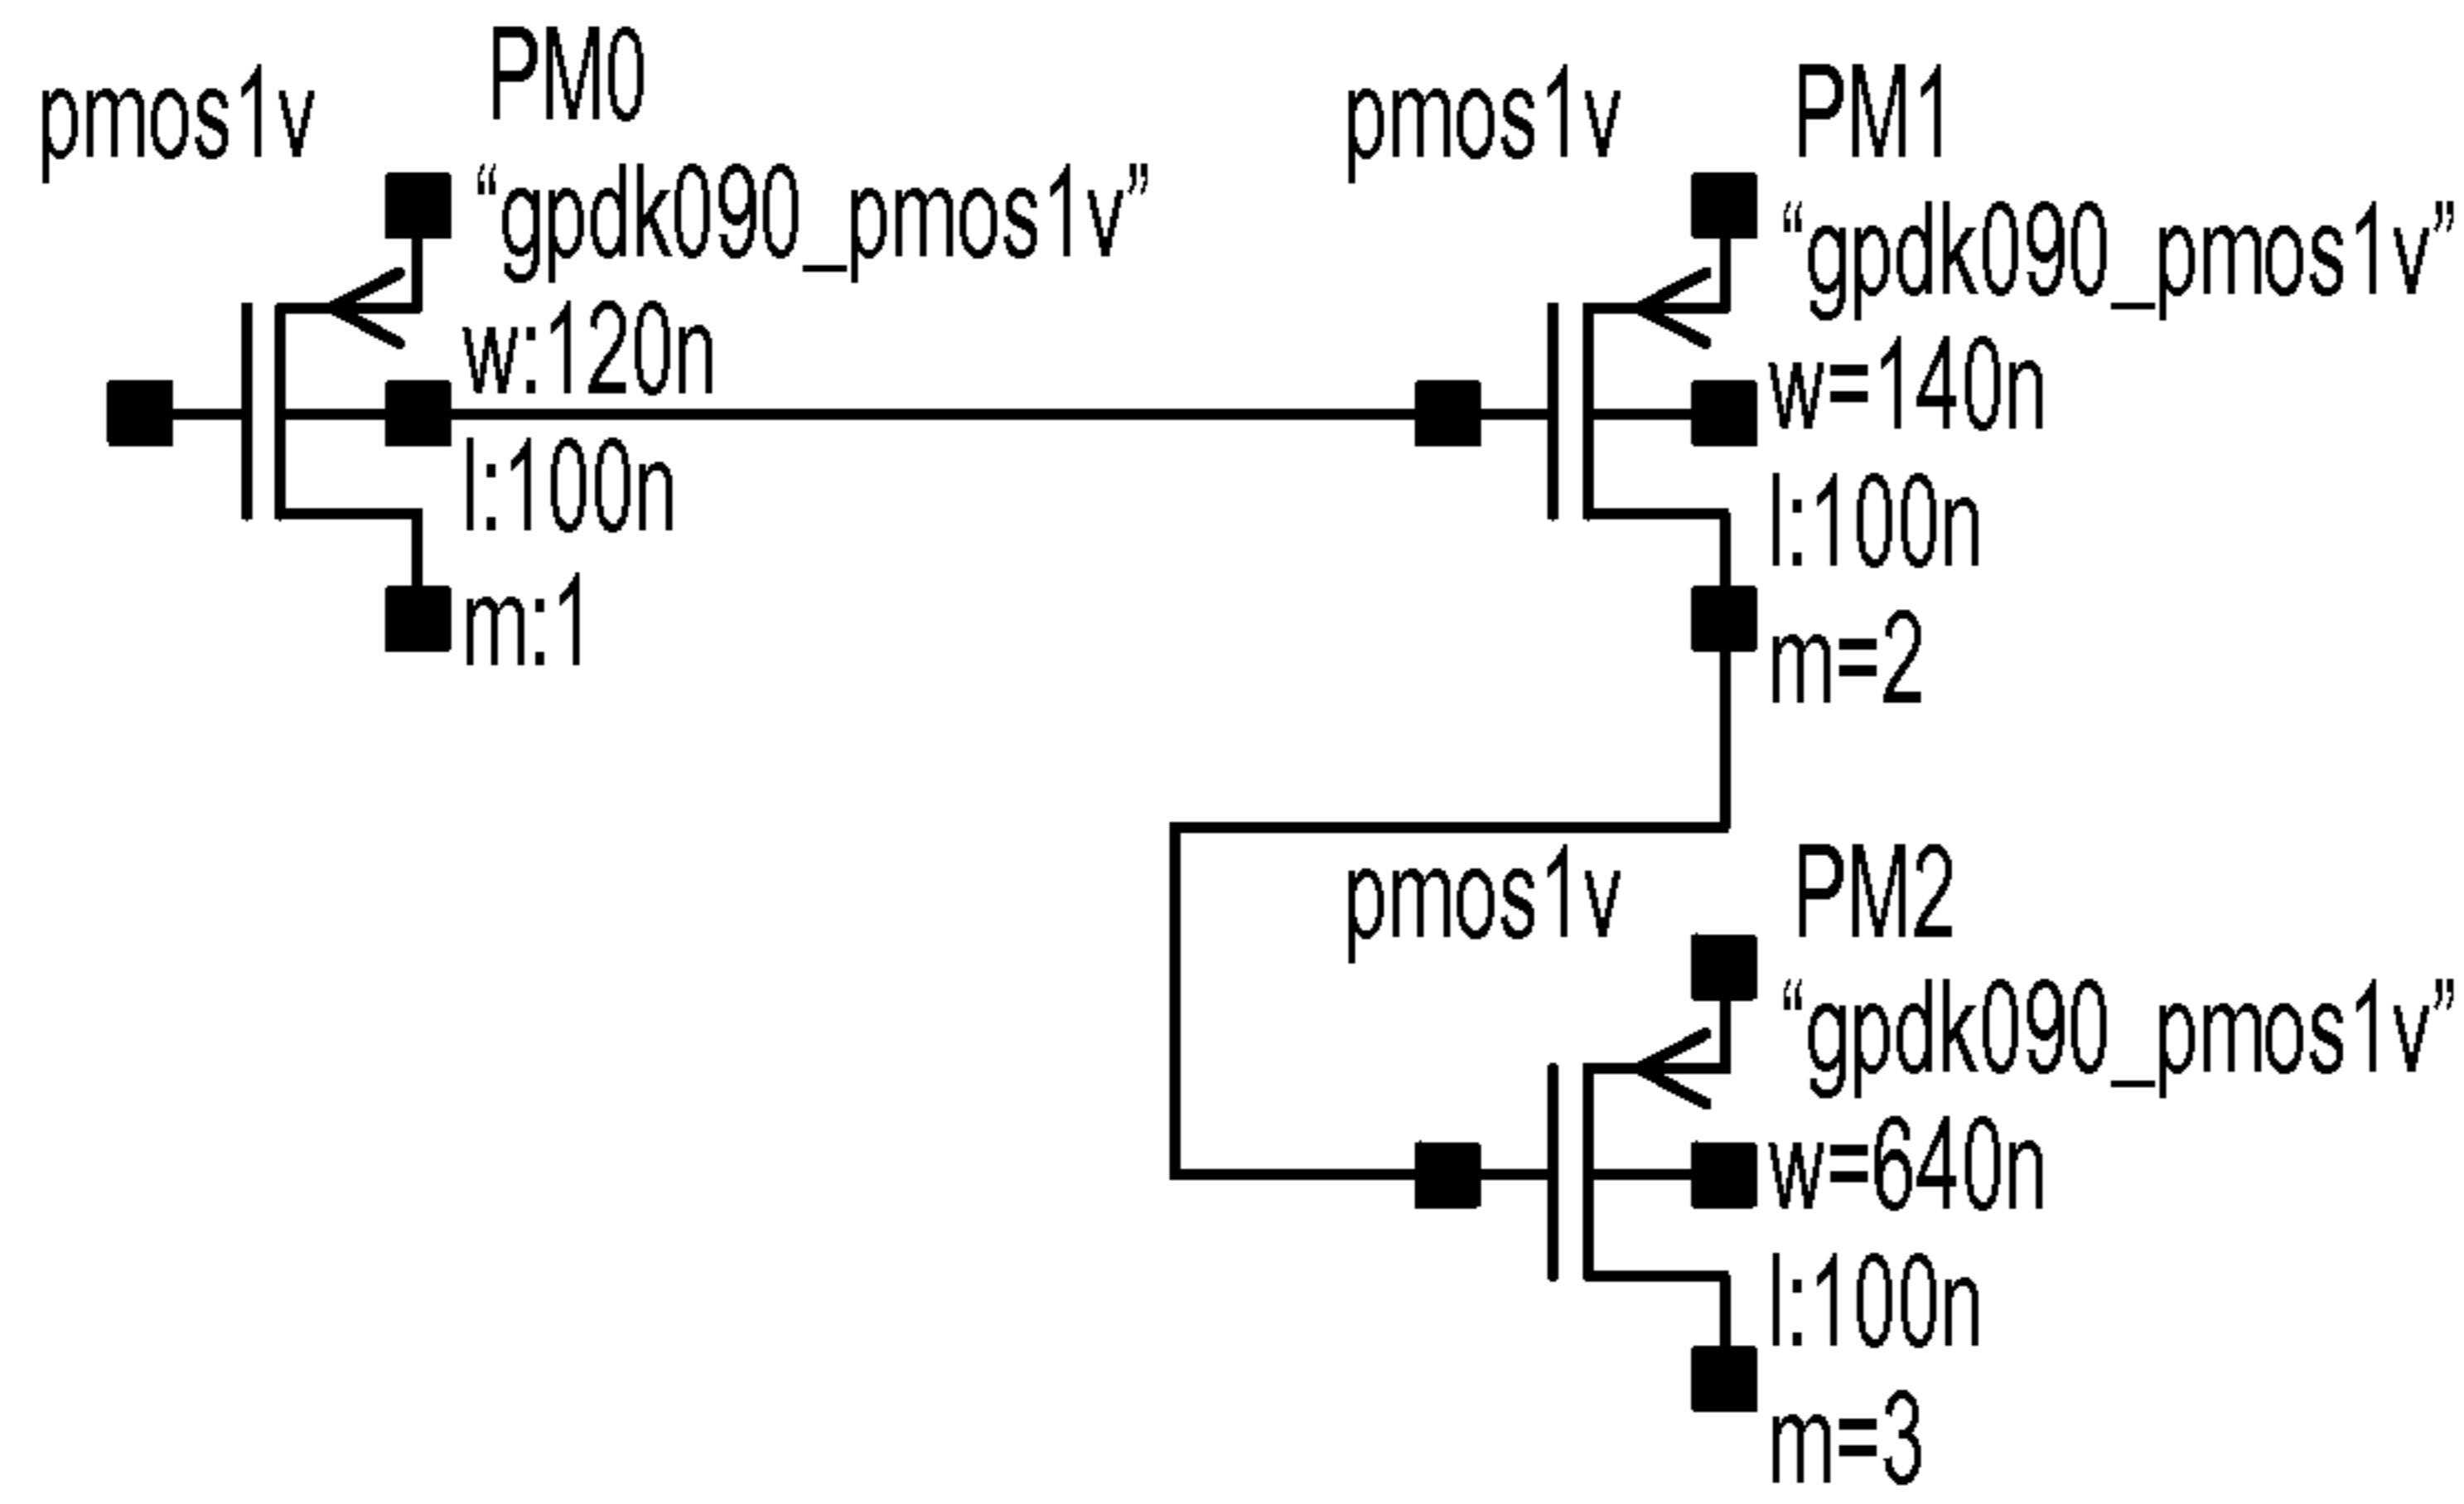 pmos1v
PM0
“gpdk090_pmos1v”
w:120n
l:100n
m:1
pmos1v
PM1
“gpdk090_pmos1v”
w=140n
l:100n
m=2
pmos1v
PM2
“gpdk090_pmos1v”
w=640n
l:100n
m=3